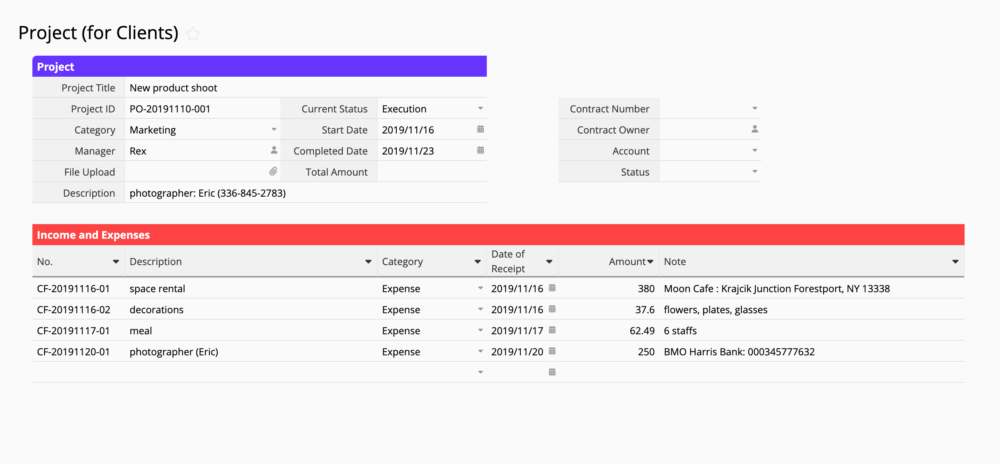 Project (for Clients)
Project
Project Title New product shoot
Project ID PO-20191110-001 Current Status Execution Contract Number
Category Marketing Start Date 2019/11/16 Contract Owner
Manager Rex Completed Date 2019/11/23 Account
File Upload Total Amount Status
Description photographer: Eric (336-845-2783)
Income and Expenses
No. Description Category Date of Receipt Amount Note
CF-20191116-01 space rental Expense 2019/11/16 380 Moon Cafe : Krajcik Junction Forestport, NY 13338
CF-20191116-02 decorations Expense 2019/11/16 37.6 flowers, plates, glasses
CF-20191117-01 meal Expense 2019/11/17 62.49 6 staffs
CF-20191120-01 photographer (Eric) Expense 2019/11/20 250 BMO Harris Bank: 000345777632